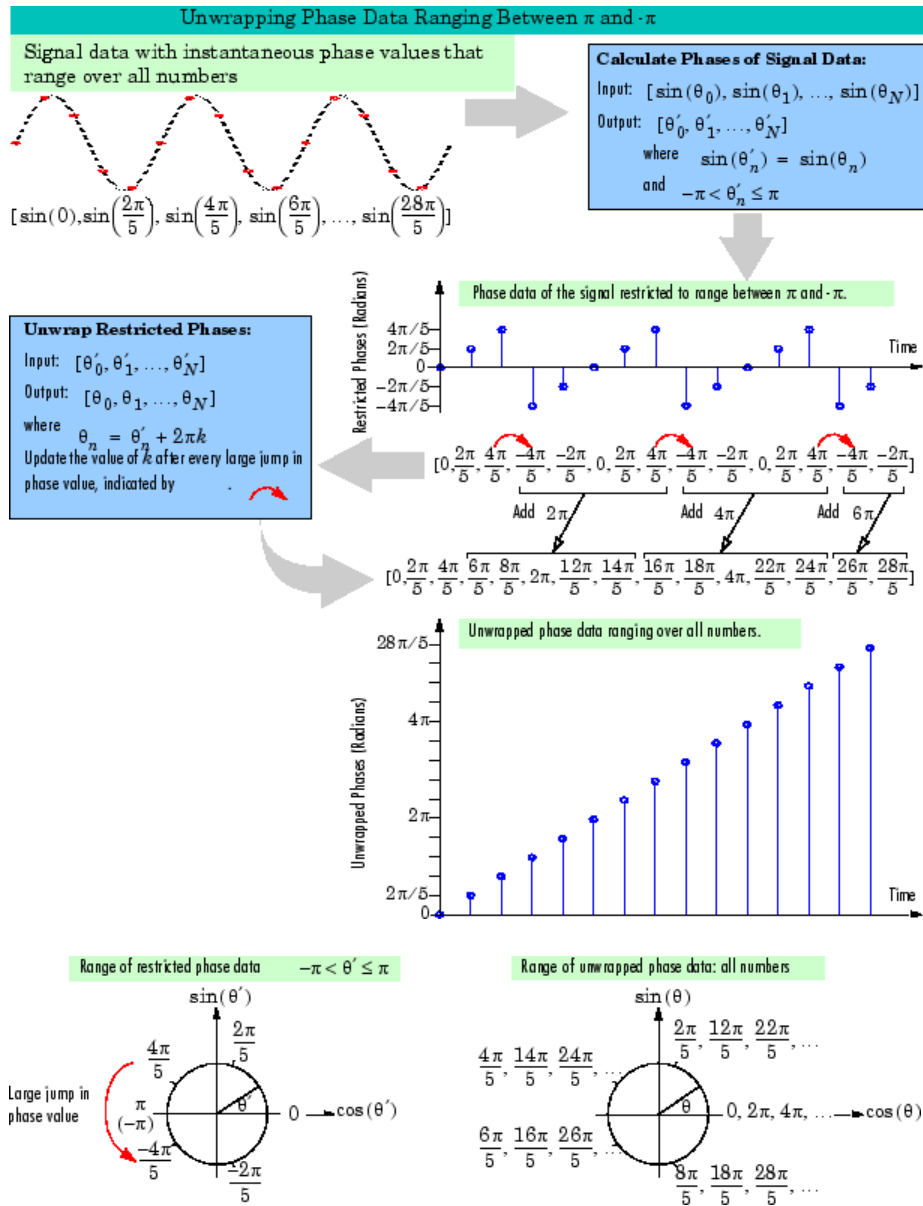 Unwrapping Phase Data Ranging Between π and -π
Signal data with instantaneous phase values that
range over all numbers
[sin(0),sin(2π/5), sin(4π/5), sin(6π/5), ..., sin(28π/5)]
Calculate Phases of Signal Data:
Input: [sin(θ₀), sin(θ₁), ..., sin(θ_N)]
Output: [θ′₀, θ′₁, ..., θ′_N]
where sin(θ′ₙ) = sin(θₙ)
and -π < θ′ₙ ≤ π
Phase data of the signal restricted to range between π and -π.
Restricted Phases (Radians)
4π/5
2π/5
0
-2π/5
-4π/5
Time
Unwrap Restricted Phases:
Input: [θ′₀, θ′₁, ..., θ′_N]
Output: [θ₀, θ₁, ..., θ_N]
where
θₙ = θ′ₙ + 2πk
Update the value of k after every large jump in
phase value, indicated by .
[0, 2π/5, 4π/5, -4π/5, -2π/5, 0, 2π/5, 4π/5, -4π/5, -2π/5, 0, 2π/5, 4π/5, -4π/5, -2π/5]
Add 2π Add 4π Add 6π
[0, 2π/5, 4π/5, 6π/5, 8π/5, 2π, 12π/5, 14π/5, 16π/5, 18π/5, 4π, 22π/5, 24π/5, 26π/5, 28π/5]
Unwrapped phase data ranging over all numbers.
Unwrapped Phases (Radians)
28π/5
4π
2π
2π/5
0
Time
Range of restricted phase data -π < θ′ ≤ π
sin(θ′)
2π/5
4π/5
Large jump in
phase value
π
(-π)
θ′
0
cos(θ′)
-4π/5
-2π/5
Range of unwrapped phase data: all numbers
sin(θ)
2π/5, 12π/5, 22π/5, ...
4π/5, 14π/5, 24π/5, ...
θ
0, 2π, 4π, ...
cos(θ)
6π/5, 16π/5, 26π/5, ...
8π/5, 18π/5, 28π/5, ...